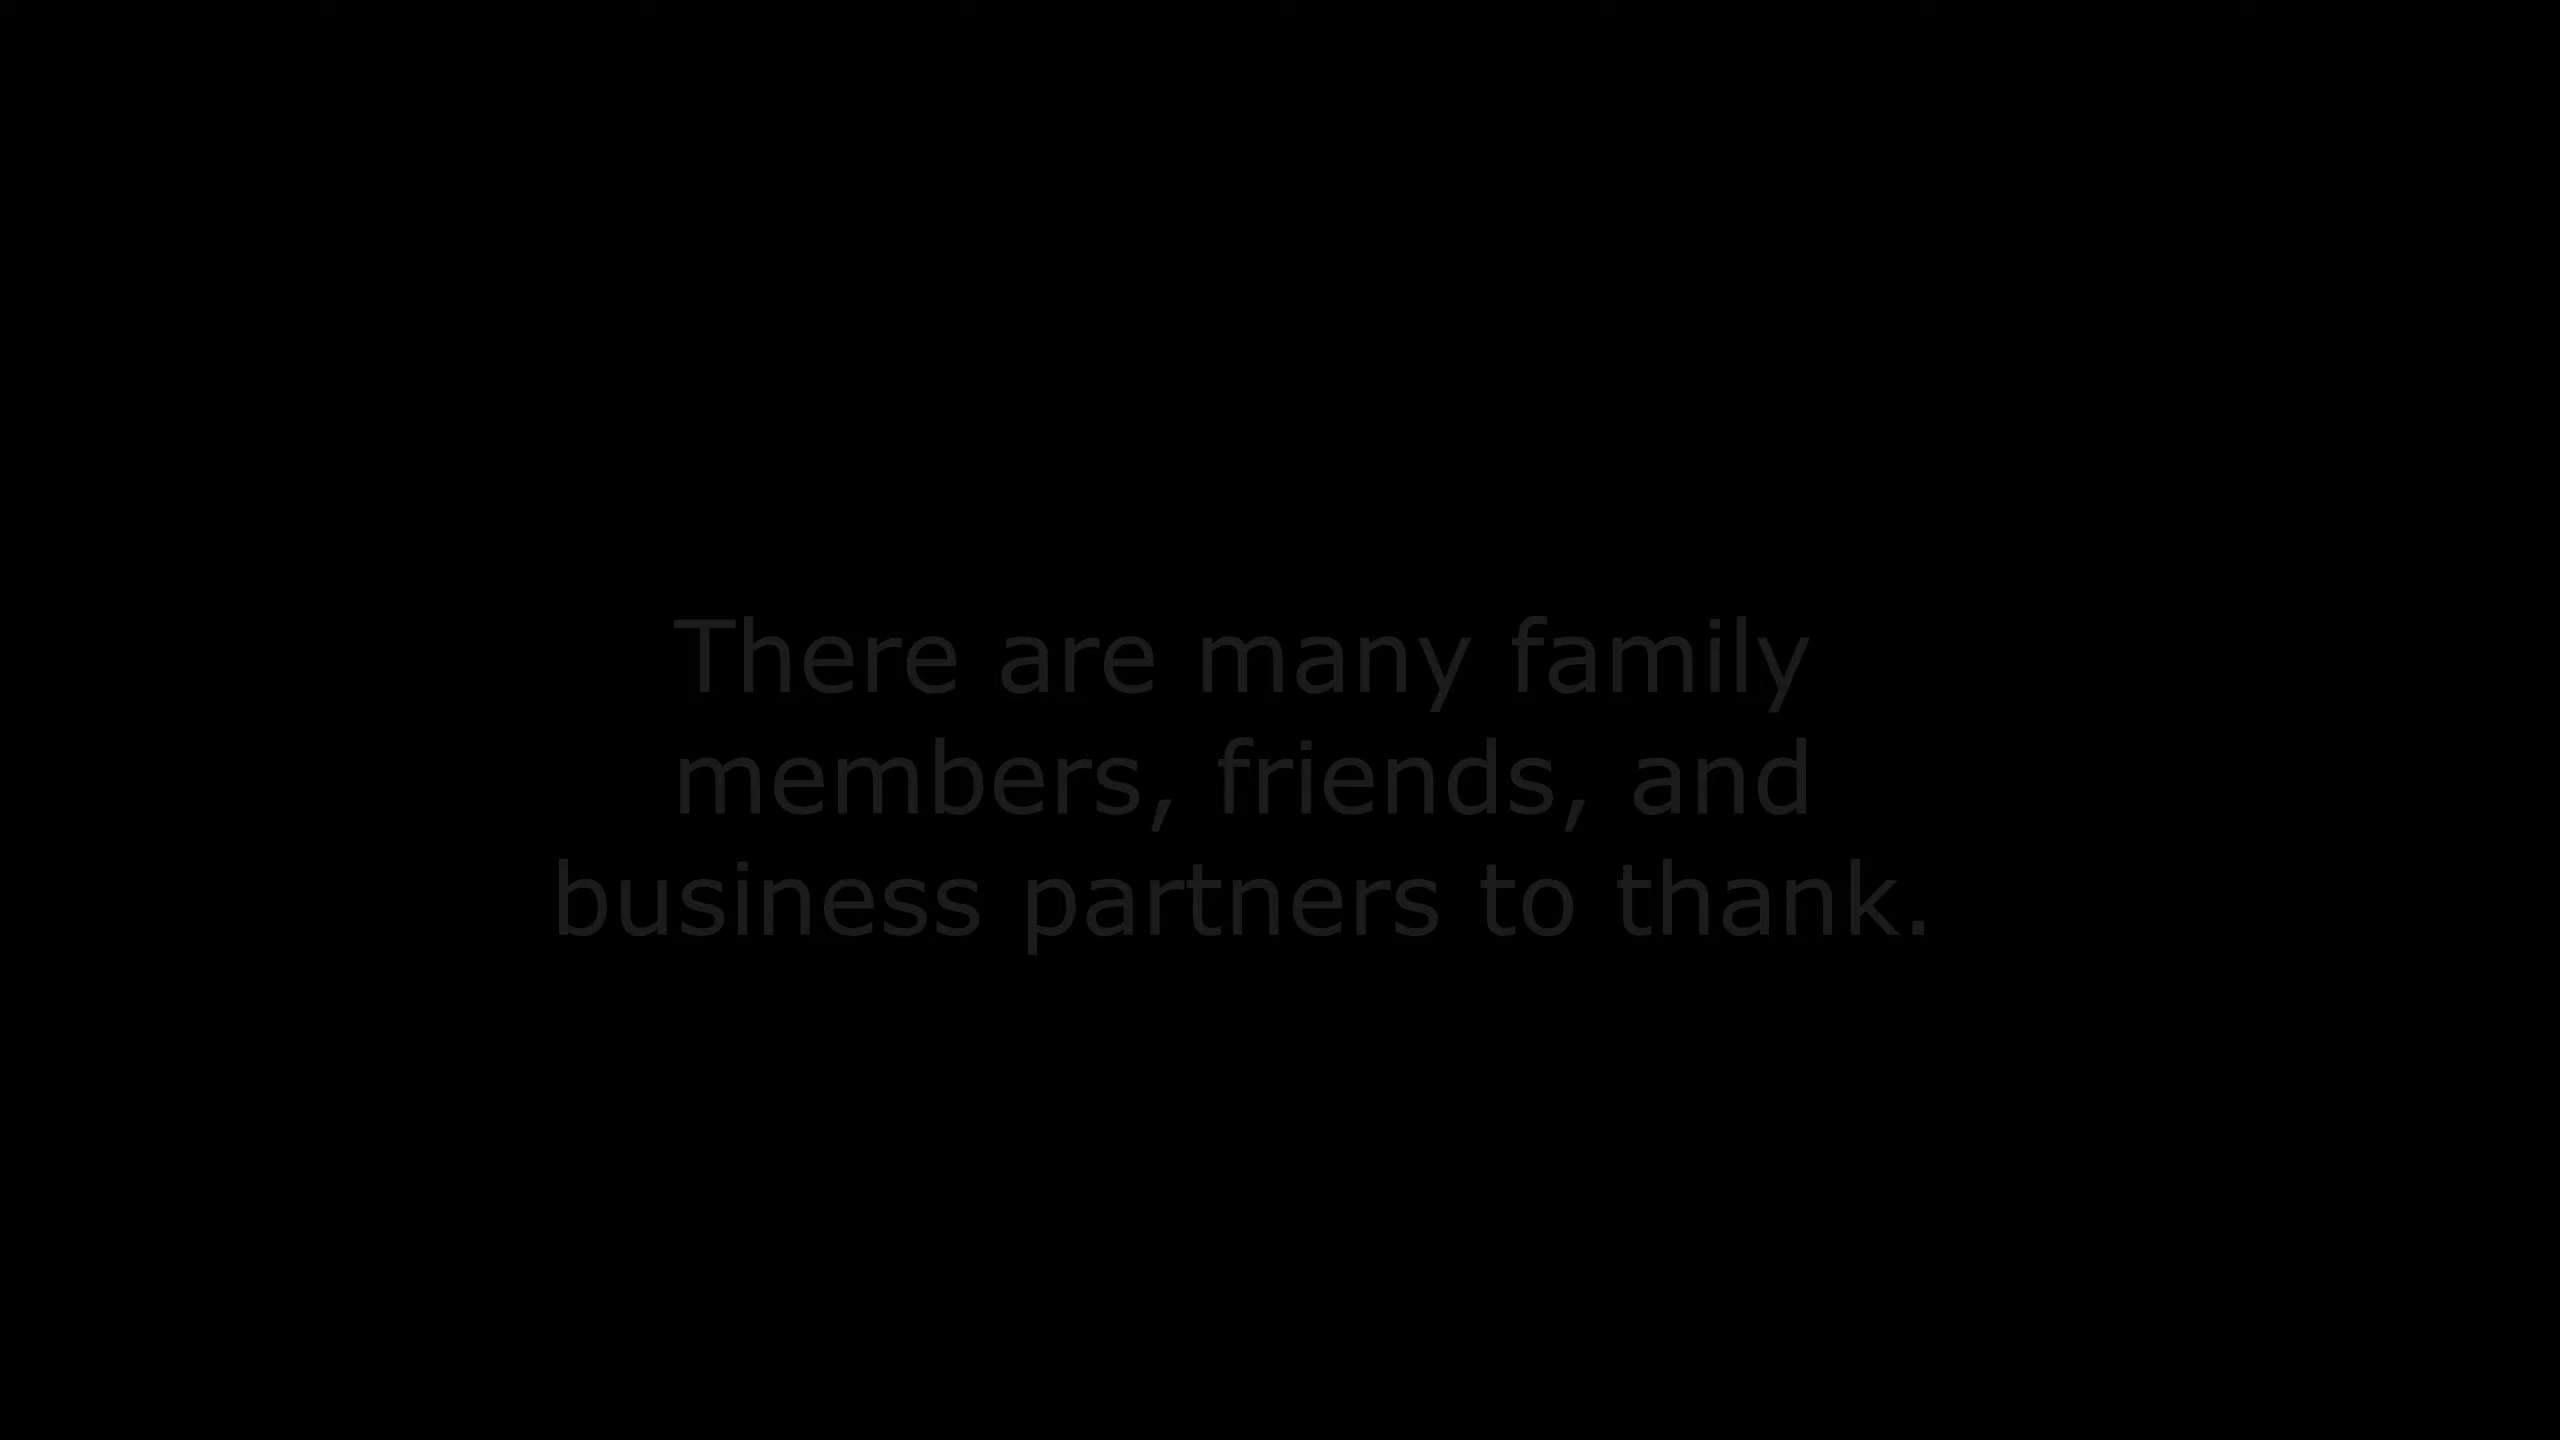 There are many family
members, friends, and
business partners to thank.